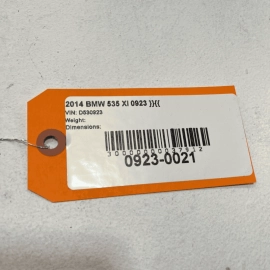 2014 BMW 535 XI 0923 }}{{
VIN: D530923
Weight:
Dimensions:
0923-0021